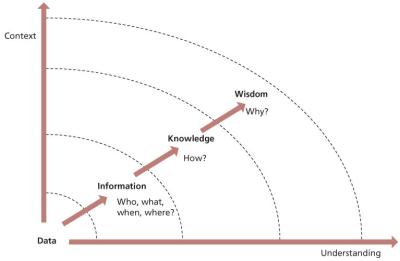 Context
Wisdom
Why?
Knowledge
How?
Information
Who, what,
when, where?
Data
Understanding